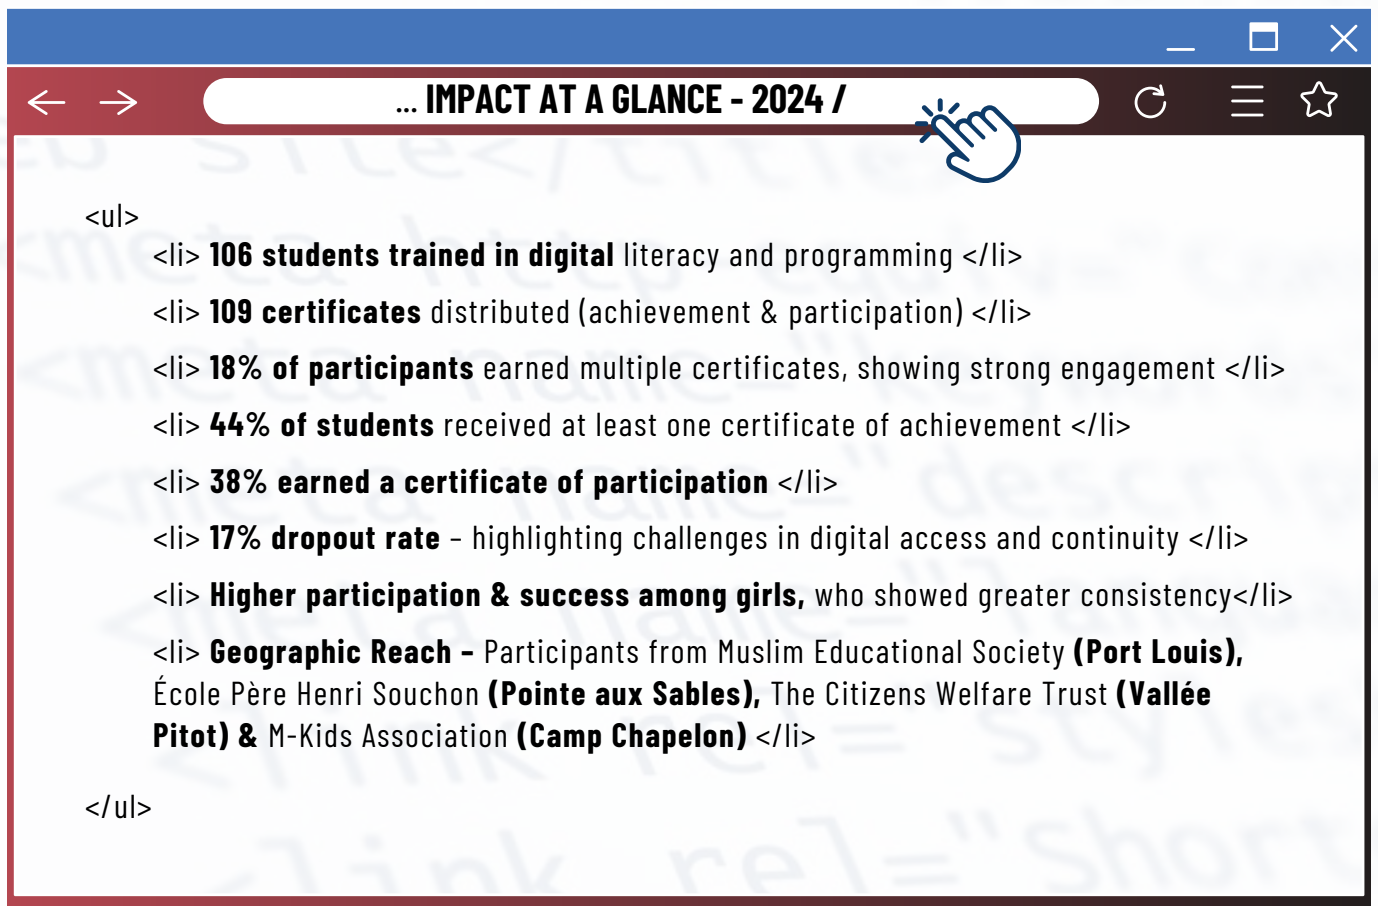 ... IMPACT AT A GLANCE - 2024 /
<ul>
<li> 106 students trained in digital literacy and programming </li>
<li> 109 certificates distributed (achievement & participation) </li>
<li> 18% of participants earned multiple certificates, showing strong engagement </li>
<li> 44% of students received at least one certificate of achievement </li>
<li> 38% earned a certificate of participation </li>
<li> 17% dropout rate – highlighting challenges in digital access and continuity </li>
<li> Higher participation & success among girls, who showed greater consistency</li>
<li> Geographic Reach – Participants from Muslim Educational Society (Port Louis),
École Père Henri Souchon (Pointe aux Sables), The Citizens Welfare Trust (Vallée
Pitot) & M-Kids Association (Camp Chapelon) </li>
</ul>